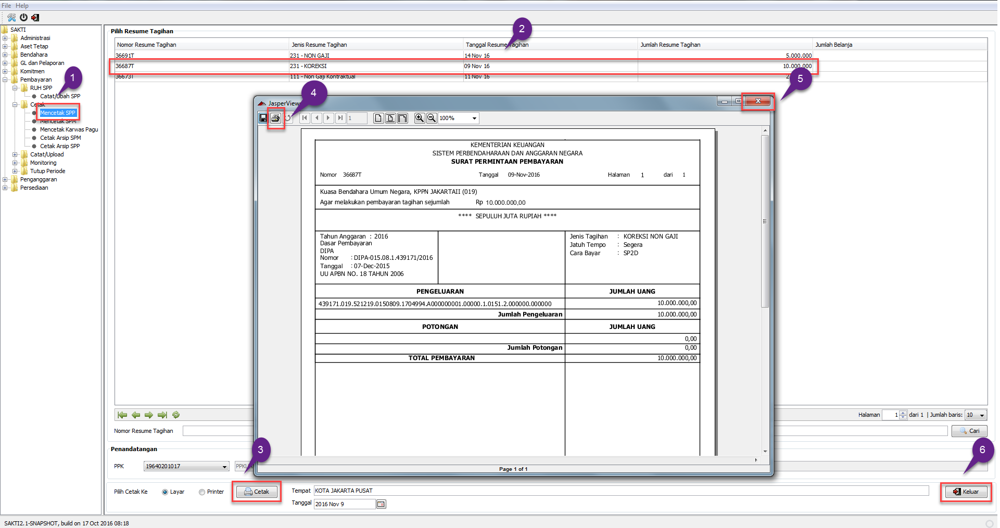 File Help
SAKTI
Administrasi
Aset Tetap
Bendahara
GL dan Pelaporan
Komitmen
Pembayaran
RUH SPP
Catat/Ubah SPP
Cetak
Mencetak SPP
Mencetak SPM
Mencetak Karwas Pagu
Cetak Arsip SPM
Cetak Arsip SPP
Catat/Upload
Monitoring
Tutup Periode
Penganggaran
Persediaan
1
Pilih Resume Tagihan
2
Nomor Resume Tagihan Jenis Resume Tagihan Tanggal Resume Tagihan Jumlah Resume Tagihan Jumlah Belanja
36691T 231 - NON GAJI 14 Nov 16 5.000.000
36687T 231 - KOREKSI 09 Nov 16 10.000.000
36673T 111 - Non Gaji Kontraktual 11 Nov 16
4
5
JasperView
1 100%
KEMENTERIAN KEUANGAN
SISTEM PERBENDAHARAAN DAN ANGGARAN NEGARA
SURAT PERMINTAAN PEMBAYARAN
Nomor 36687T Tanggal 09-Nov-2016 Halaman 1 dari 1
Kuasa Bendahara Umum Negara, KPPN JAKARTAII (019)
Agar melakukan pembayaran tagihan sejumlah Rp 10.000.000,00
**** SEPULUH JUTA RUPIAH ****
Tahun Anggaran : 2016
Dasar Pembayaran
DIPA
Nomor : DIPA-015.08.1.439171/2016
Tanggal : 07-Dec-2015
UU APBN NO. 18 TAHUN 2006
Jenis Tagihan : KOREKSI NON GAJI
Jatuh Tempo : Segera
Cara Bayar : SP2D
PENGELUARAN JUMLAH UANG
439171.019.521219.0150809.1704994.A000000001.00000.1.0151.2.000000.000000 10.000.000,00
Jumlah Pengeluaran 10.000.000,00
POTONGAN JUMLAH UANG
0,00
Jumlah Potongan 0,00
TOTAL PEMBAYARAN 10.000.000,00
Page 1 of 1
Halaman 1 dari 1 | Jumlah baris: 10
Nomor Resume Tagihan Cari
Penandatangan
3
6
PPK 19640201017
Pilih Cetak Ke Layar Printer Cetak
Tempat KOTA JAKARTA PUSAT
Tanggal 2016 Nov 9
Keluar
SAKTI2.1-SNAPSHOT, build on 17 Oct 2016 08:18